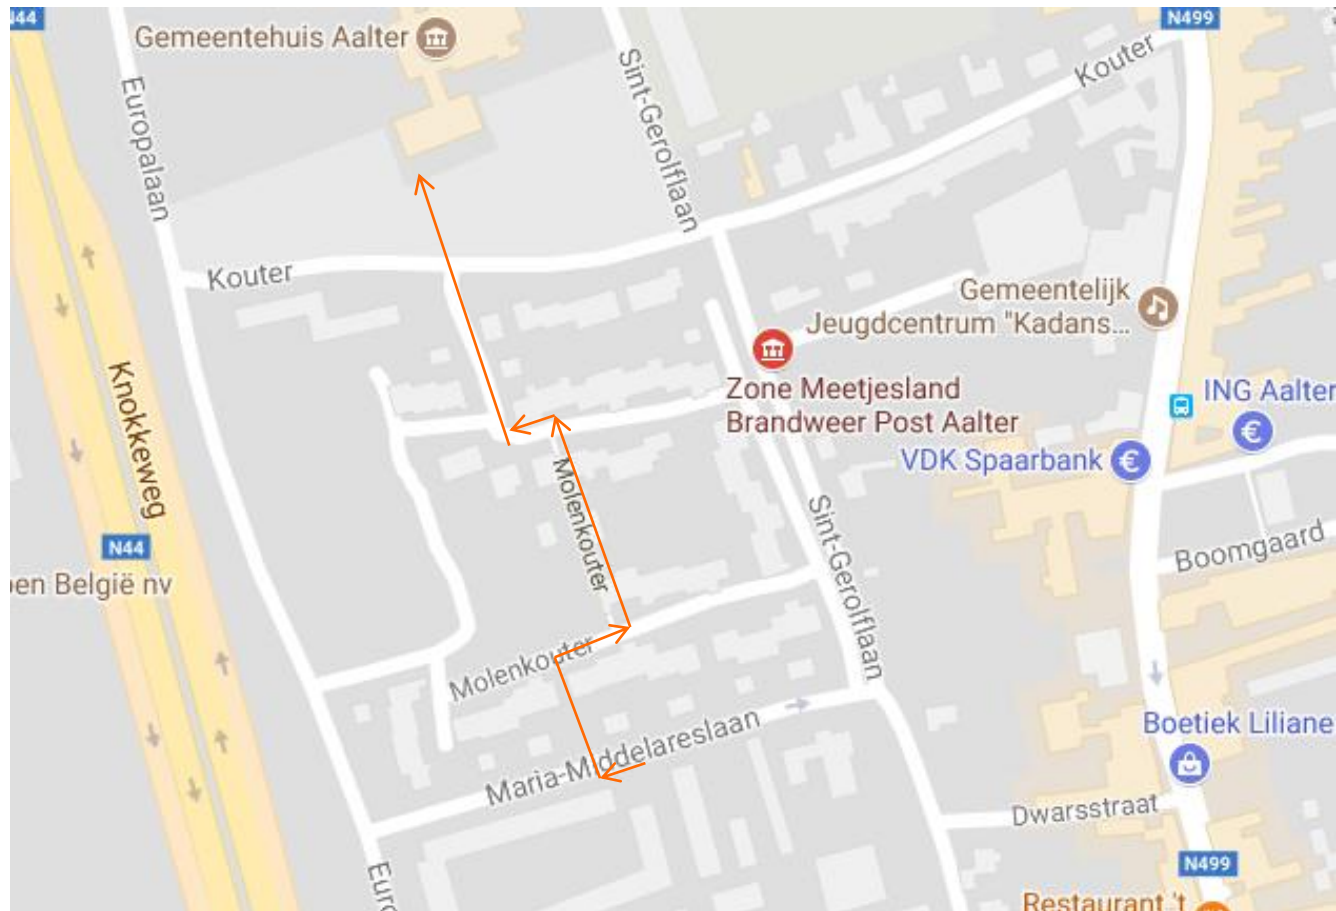 N44
Gemeentehuis Aalter
N499
Kouter
Europalaan
Sint-Gerolflaan
Kouter
Gemeentelijk
Jeugdcentrum "Kadans...
Knokkeweg
Zone Meetjesland
Brandweer Post Aalter
ING Aalter
VDK Spaarbank
Molenkouter
Sint-Gerolflaan
N44
Boomgaard
en België nv
Molenkouter
Maria-Middelareslaan
Boetiek Liliane
Dwarsstraat
Euro
N499
Restaurant 't